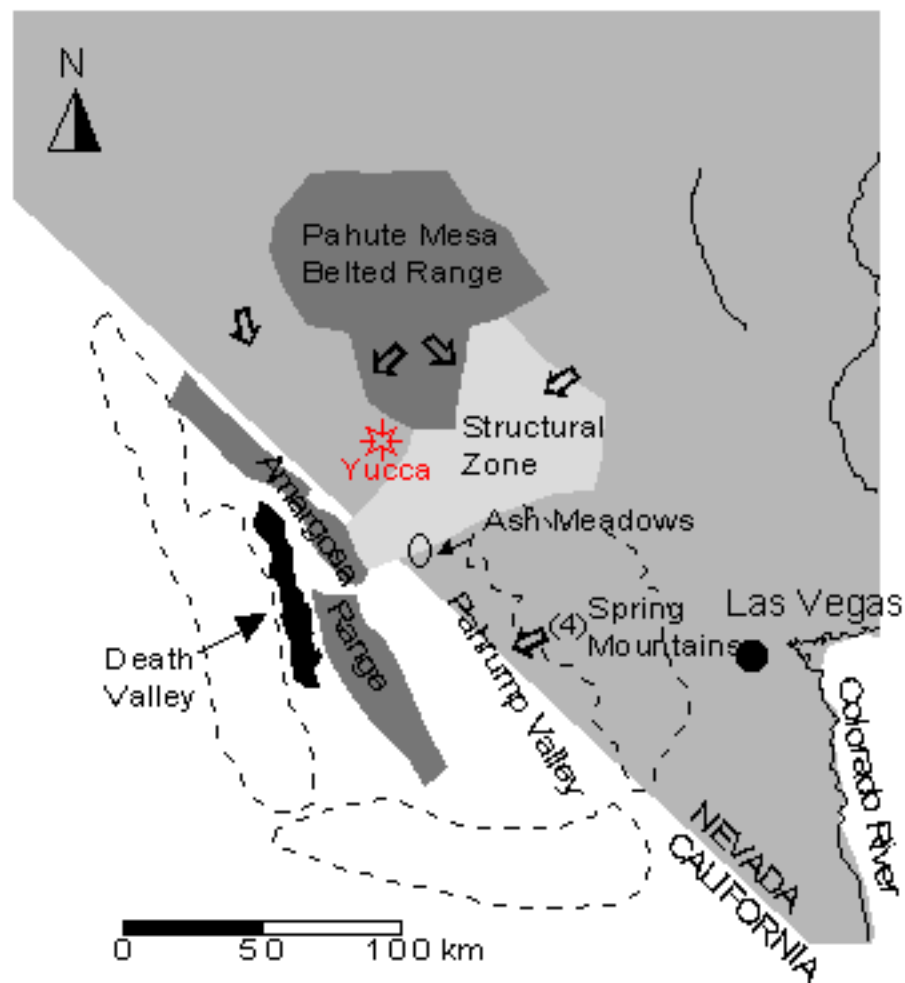 N
Pahute Mesa
Belted Range
Structural
Zone
Yucca
Amargosa
Range
Ash Meadows
(4)
Spring
Mountains
Las Vegas
Death
Valley
Pahrump Valley
Colorado River
NEVADA
CALIFORNIA
0 50 100 km